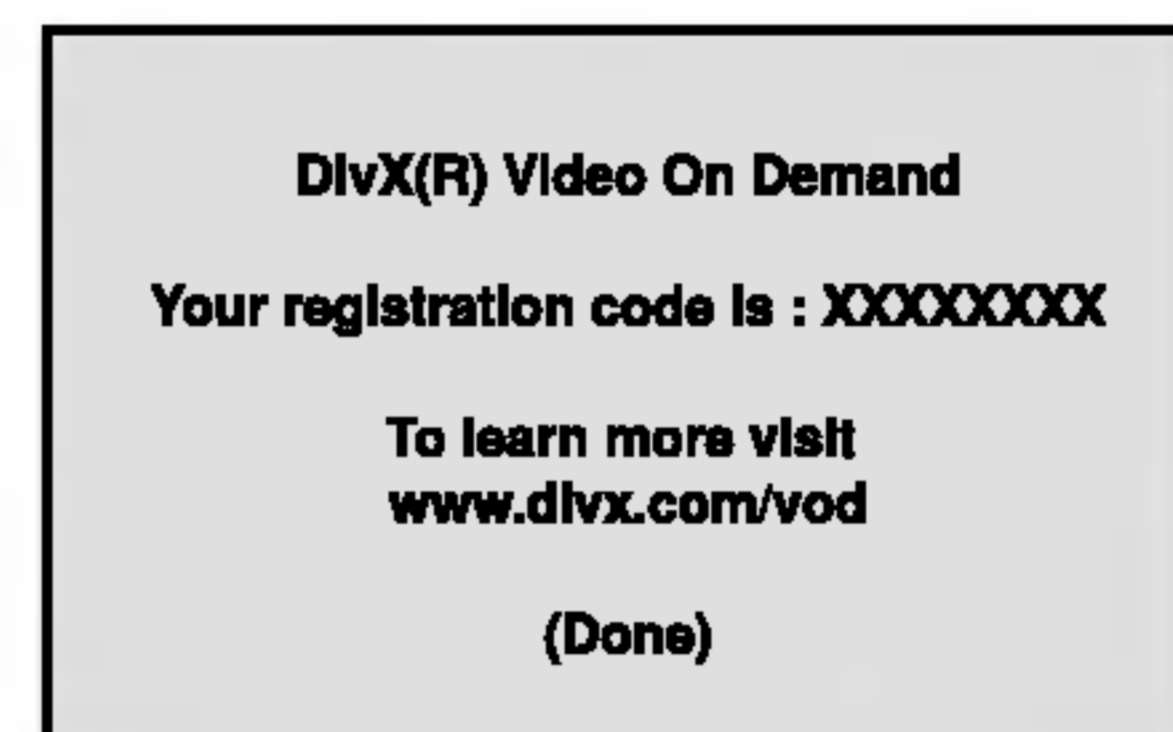 DivX(R) Video On Demand
Your registration code is : XXXXXXXX
To learn more visit
www.divx.com/vod
(Done)